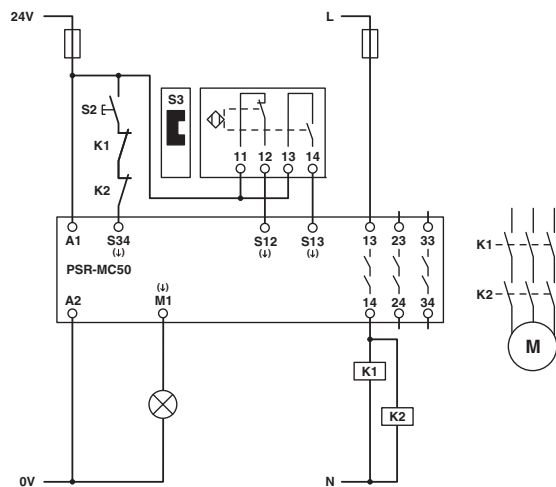 24V L
S2
S3
K1
K2
11 12 13 14
A1 S34 S12 S13 13 23 33
(↓) (↓) (↓)
PSR-MC50
A2 M1 14 24 34
(↓)
K1
K2
M
K1
K2
0V N